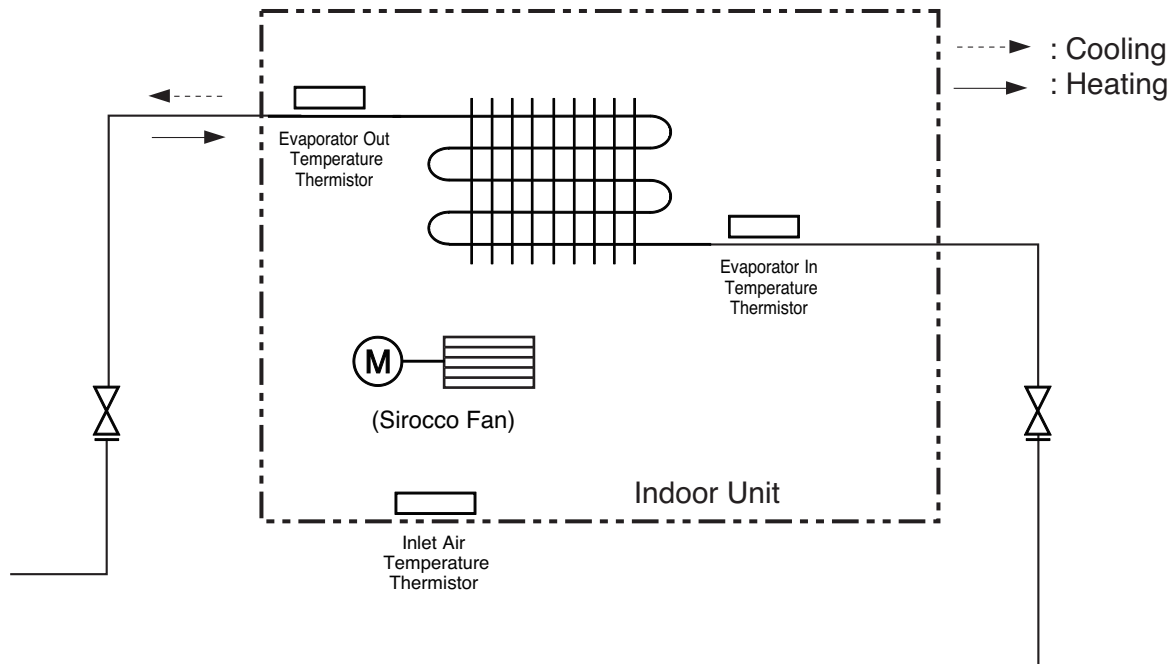 : Cooling
: Heating
Evaporator Out
Temperature
Thermistor
Evaporator In
Temperature
Thermistor
M
(Sirocco Fan)
Indoor Unit
Inlet Air
Temperature
Thermistor